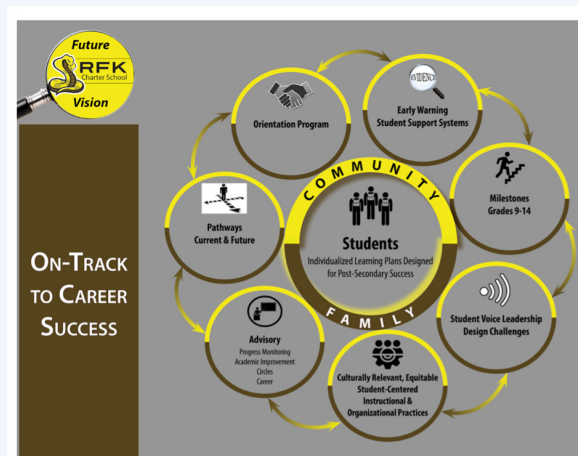 Future
RFK
Charter School
Vision
ON-TRACK
TO CAREER
SUCCESS
Orientation Program
EVIDENCE
Early Warning
Student Support Systems
Milestones
Grades 9-14
Student Voice Leadership
Design Challenges
Culturally Relevant, Equitable
Student-Centered
Instructional &
Organizational Practices
Advisory
Progress Monitoring
Academic Improvement
Circles
Career
Pathways
Current & Future
COMMUNITY
Students
Individualized Learning Plans Designed
for Post-Secondary Success
FAMILY